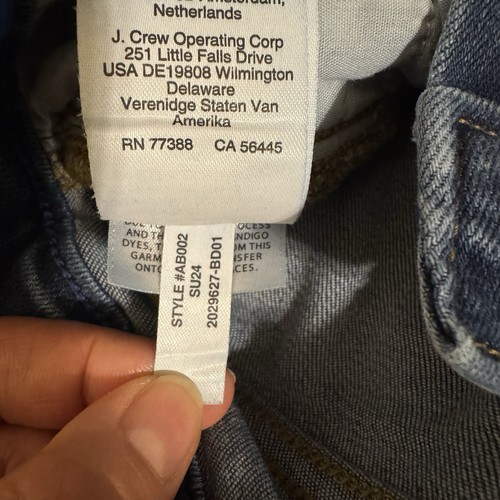 Amsterdam,
Netherlands
J. Crew Operating Corp
251 Little Falls Drive
USA DE19808 Wilmington
Delaware
Verenidge Staten Van
Amerika
RN 77388 CA 56445
OCESS
AND TH NDIGO
DYES, T M THIS
GARM NSFER
ONTO CES.
STYLE #AB002
SU24
2029627-BD01